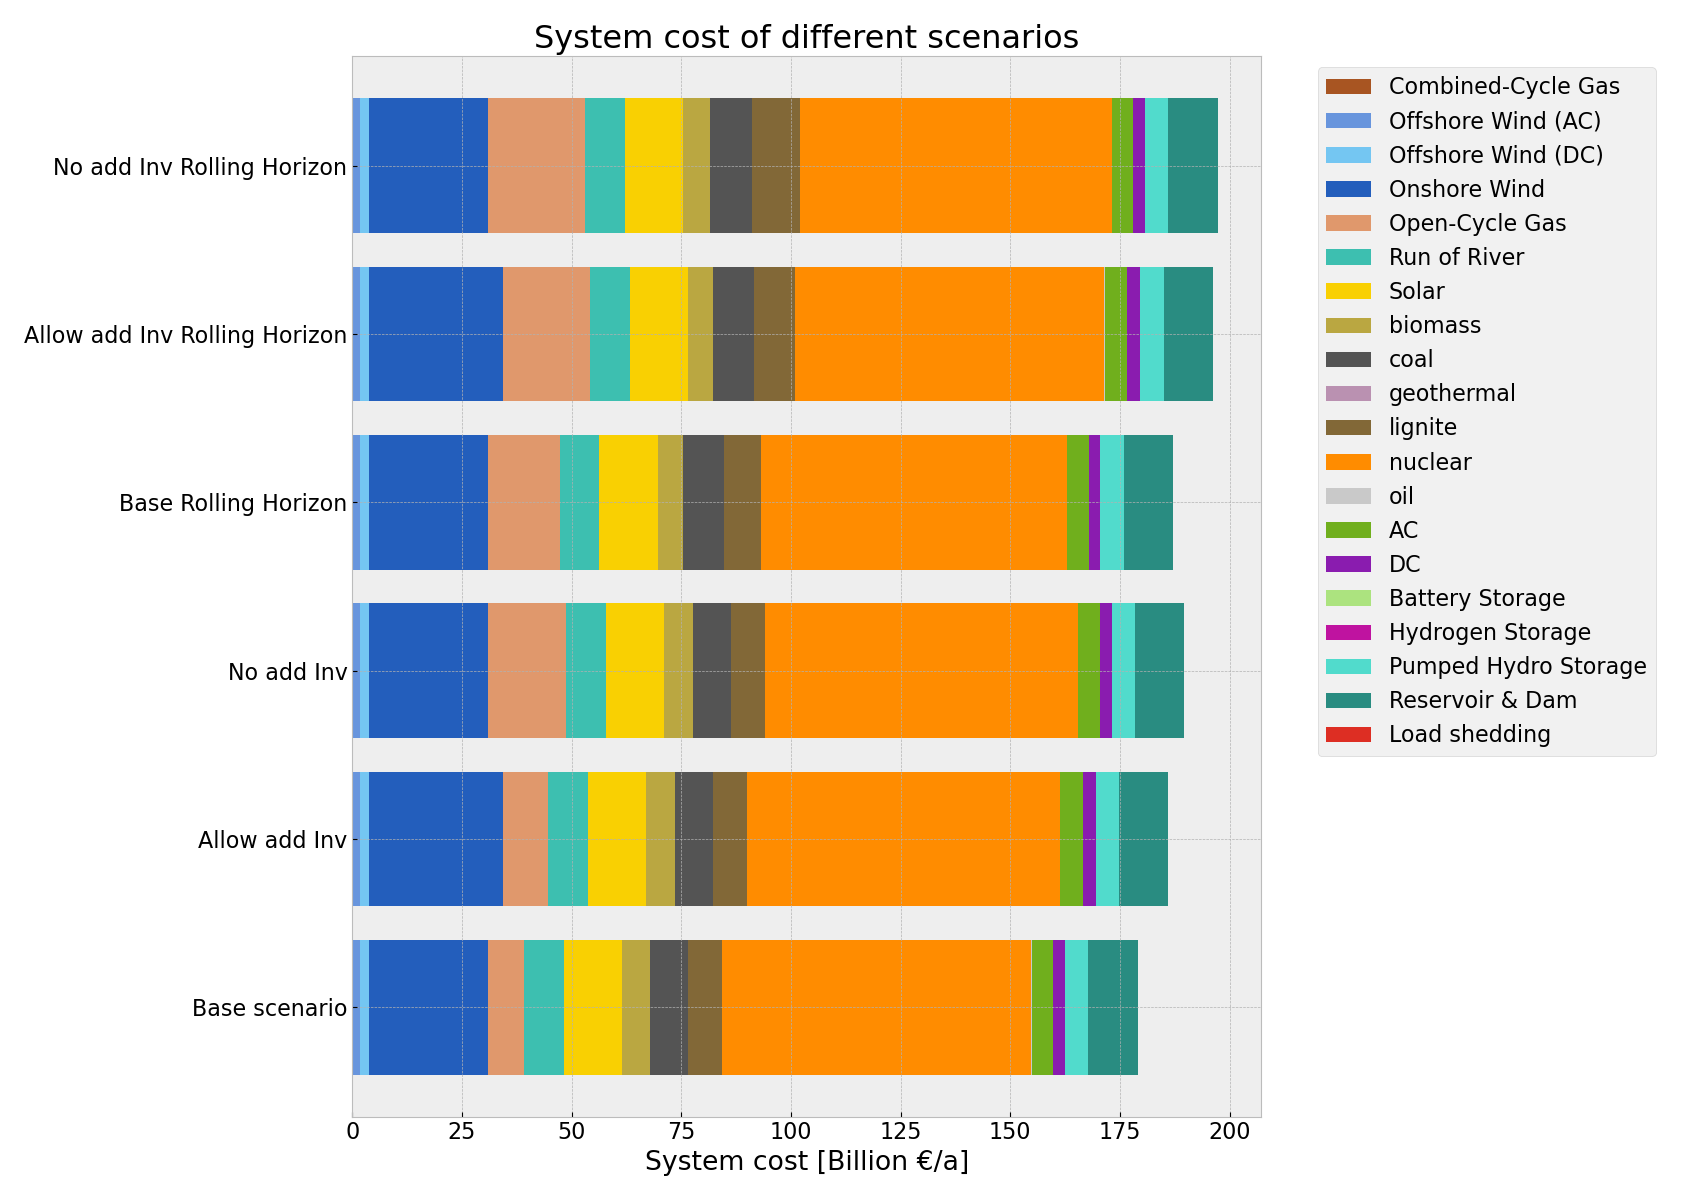 System cost of different scenarios
No add Inv Rolling Horizon
Allow add Inv Rolling Horizon
Base Rolling Horizon
No add Inv
Allow add Inv
Base scenario
0 25 50 75 100 125 150 175 200
System cost [Billion €/a]
Combined-Cycle Gas
Offshore Wind (AC)
Offshore Wind (DC)
Onshore Wind
Open-Cycle Gas
Run of River
Solar
biomass
coal
geothermal
lignite
nuclear
oil
AC
DC
Battery Storage
Hydrogen Storage
Pumped Hydro Storage
Reservoir & Dam
Load shedding